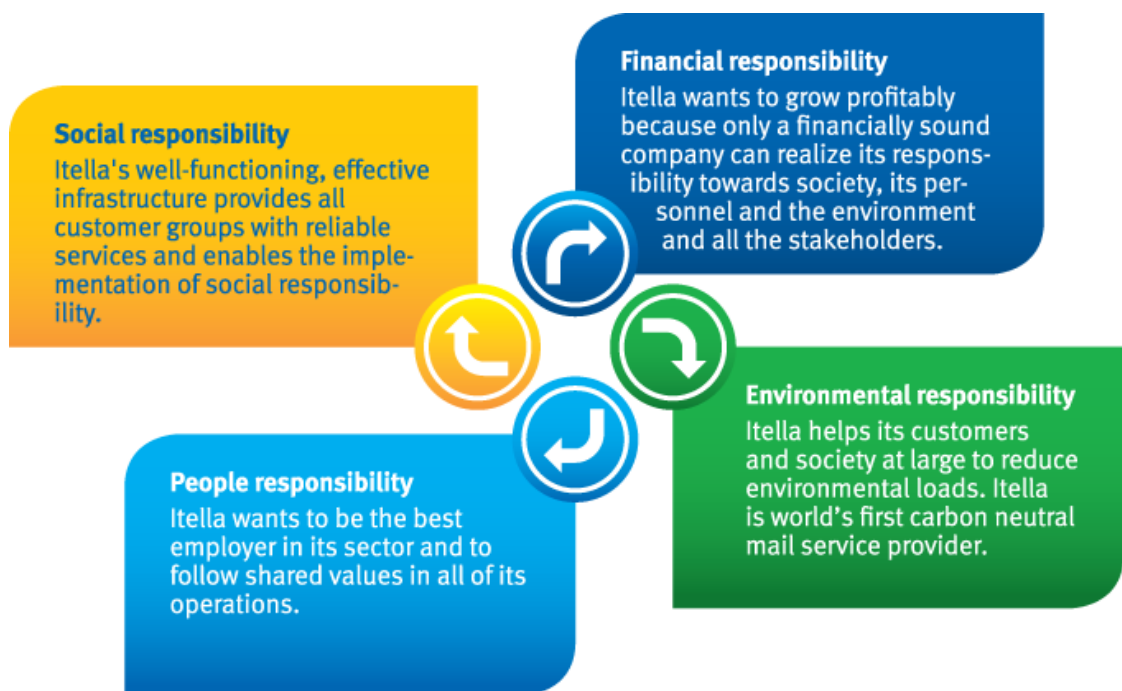 Social responsibility
Itella's well-functioning, effective
infrastructure provides all
customer groups with reliable
services and enables the imple-
mentation of social responsib-
ility.
Financial responsibility
Itella wants to grow profitably
because only a financially sound
company can realize its respons-
ibility towards society, its per-
sonnel and the environment
and all the stakeholders.
People responsibility
Itella wants to be the best
employer in its sector and to
follow shared values in all of its
operations.
Environmental responsibility
Itella helps its customers
and society at large to reduce
environmental loads. Itella
is world’s first carbon neutral
mail service provider.